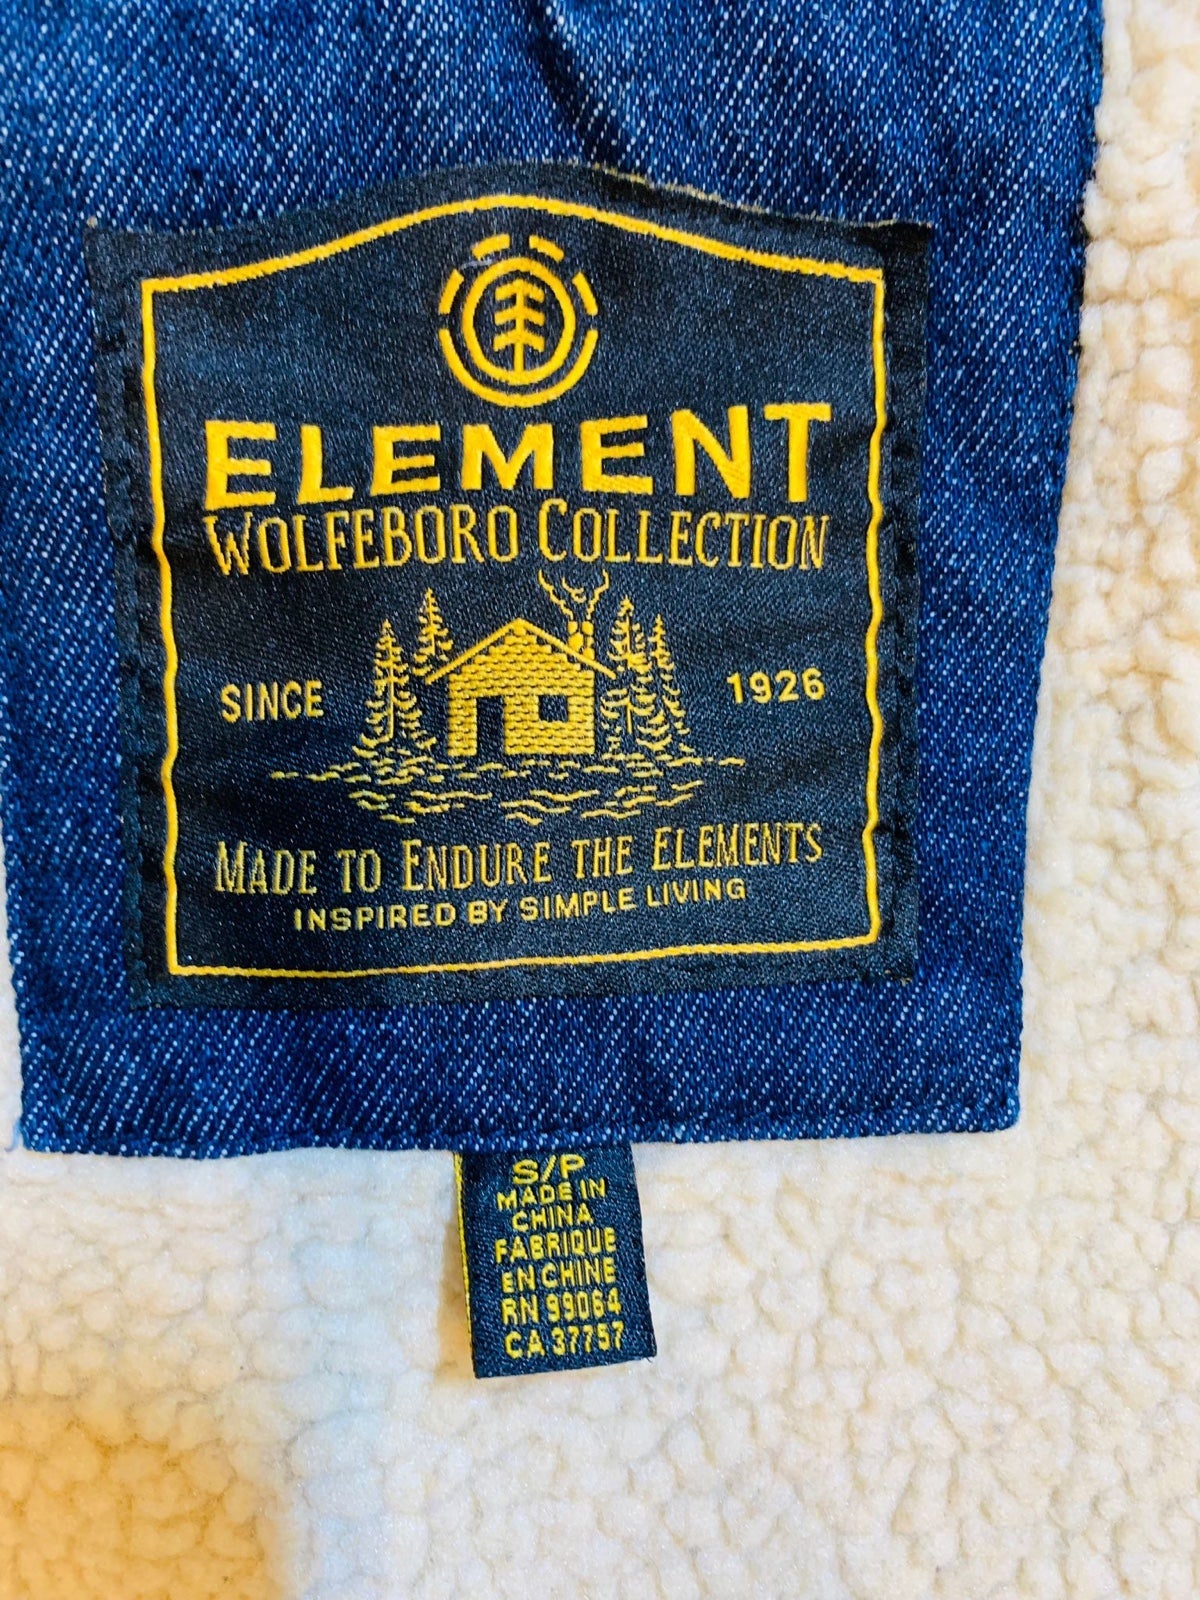 ELEMENT
WOLFEBORO COLLECTION
SINCE 1926
MADE TO ENDURE THE ELEMENTS
INSPIRED BY SIMPLE LIVING
S/P
MADE IN
CHINA
FABRIQUE
EN CHINE
RN 99064
CA 37757